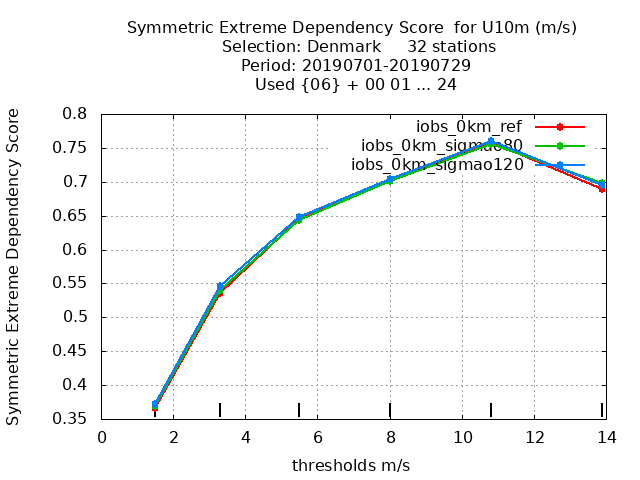 Symmetric Extreme Dependency Score  for U10m (m/s)
Selection: Denmark     32 stations
Period: 20190701-20190729
Used {06} + 00 01 ... 24
Symmetric Extreme Dependency Score
0.8
0.75
0.7
0.65
0.6
0.55
0.5
0.45
0.4
0.35
iobs_0km_ref
iobs_0km_sigmao80
iobs_0km_sigmao120
0 2 4 6 8 10 12 14
thresholds m/s